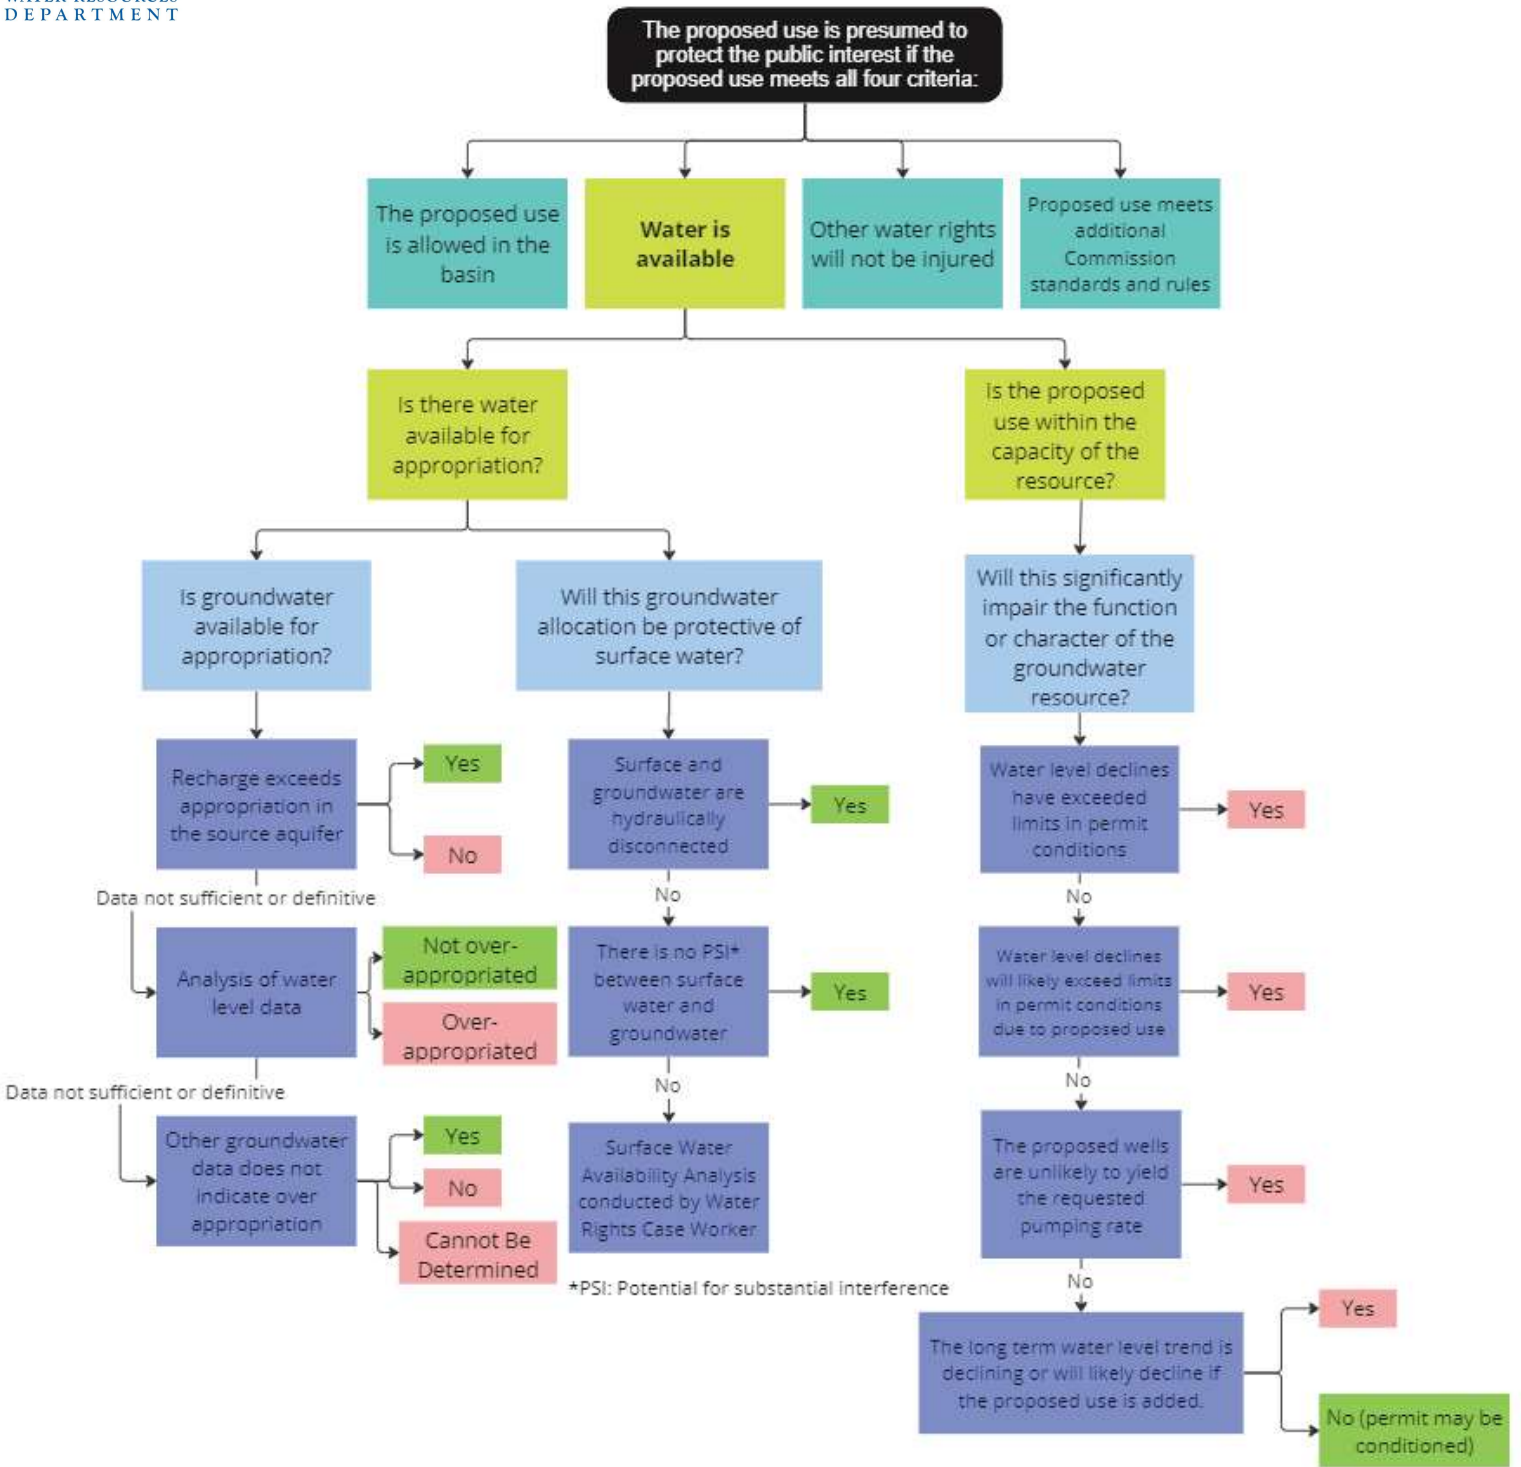 WATER RESOURCES
DEPARTMENT
The proposed use is presumed to
protect the public interest if the
proposed use meets all four criteria:
The proposed use
is allowed in the
basin
Water is
available
Other water rights
will not be injured
Proposed use meets
additional
Commission
standards and rules
Is there water
available for
appropriation?
Is the proposed
use within the
capacity of the
resource?
Is groundwater
available for
appropriation?
Will this groundwater
allocation be protective of
surface water?
Will this significantly
impair the function
or character of the
groundwater
resource?
Recharge exceeds
appropriation in
the source aquifer
Yes
No
Surface and
groundwater are
hydraulically
disconnected
Yes
Water level declines
have exceeded
limits in permit
conditions
Yes
Data not sufficient or definitive
No
No
Analysis of water
level data
Not over-
appropriated
Over-
appropriated
There is no PSI*
between surface
water and
groundwater
Yes
Water level declines
will likely exceed limits
in permit conditions
due to proposed use
Yes
Data not sufficient or definitive
No
No
Other groundwater
data does not
indicate over
appropriation
Yes
No
Cannot Be
Determined
Surface Water
Availability Analysis
conducted by Water
Rights Case Worker
The proposed wells
are unlikely to yield
the requested
pumping rate
Yes
*PSI: Potential for substantial interference
No
The long term water level trend is
declining or will likely decline if
the proposed use is added.
Yes
No (permit may be
conditioned)